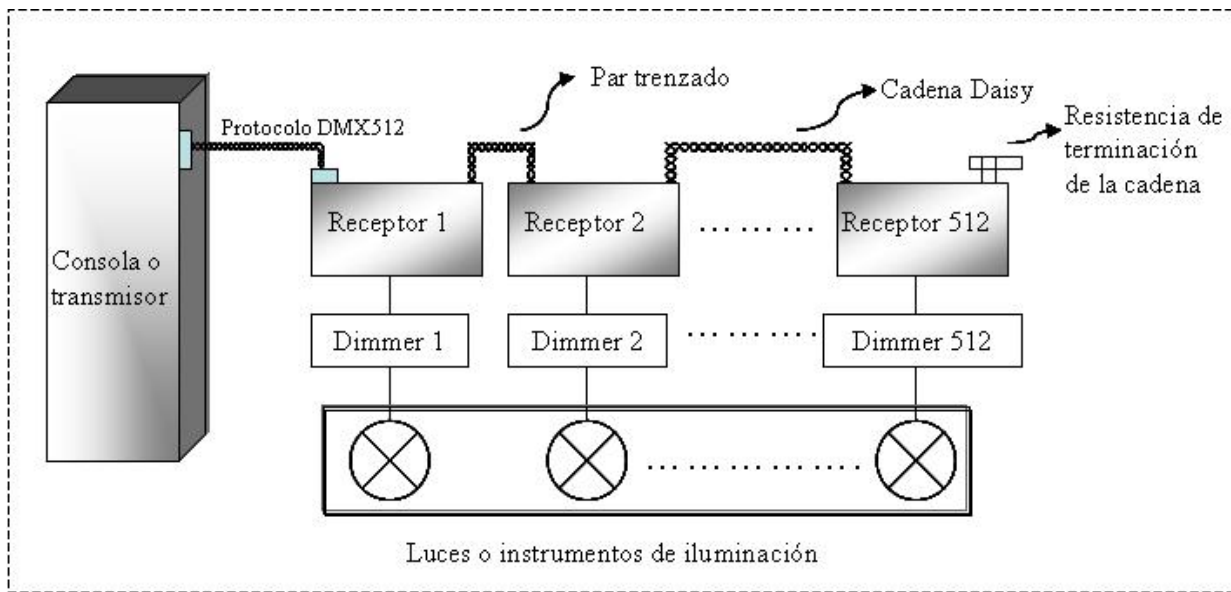 Par trenzado
Cadena Daisy
Resistencia de
terminación
de la cadena
Protocolo DMX512
Consola o
transmisor
Receptor 1
Receptor 2
.........
Receptor 512
Dimmer 1
Dimmer 2
..........
Dimmer 512
................
Luces o instrumentos de iluminación